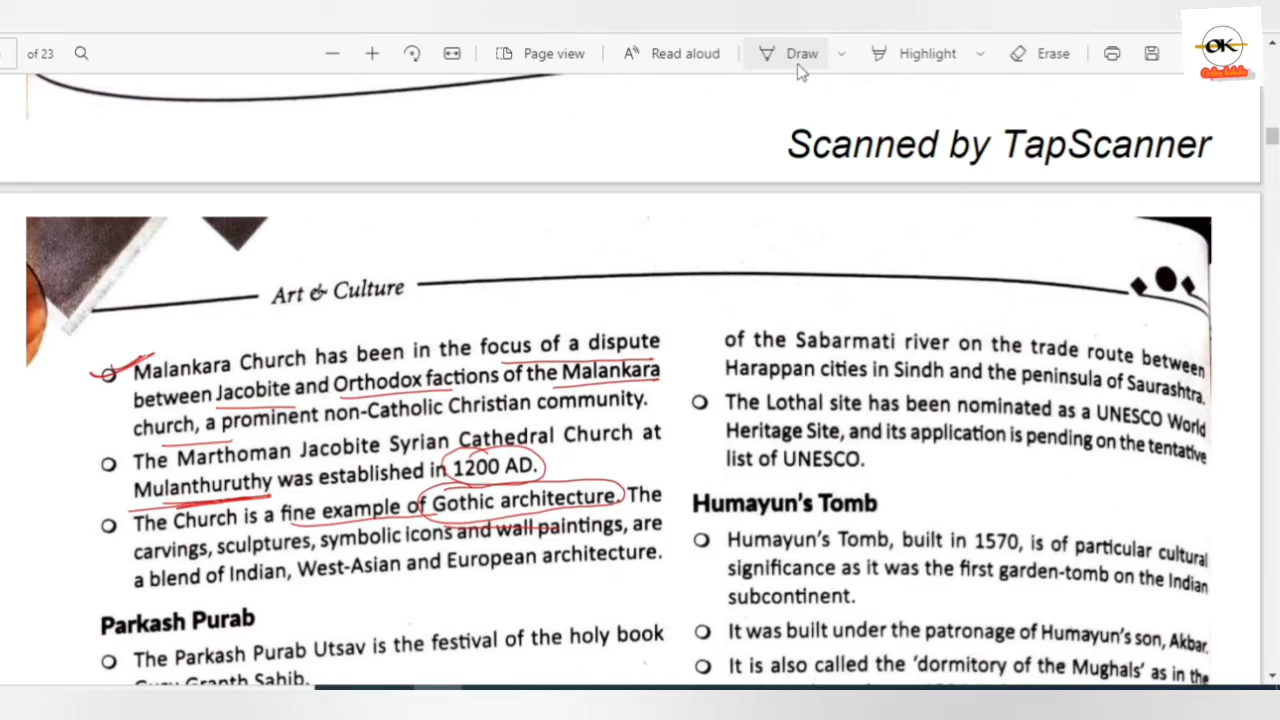 of 23
Page view
Read aloud
Draw
Highlight
Erase
OK
Scanned by TapScanner
Art & Culture
Malankara Church has been in the focus of a dispute
between Jacobite and Orthodox factions of the Malankara
church, a prominent non-Catholic Christian community.
The Marthoman Jacobite Syrian Cathedral Church at
Mulanthuruthy was established in 1200 AD.
The Church is a fine example of Gothic architecture. The
carvings, sculptures, symbolic icons and wall paintings, are
a blend of Indian, West-Asian and European architecture.
Parkash Purab
The Parkash Purab Utsav is the festival of the holy book
Guru Granth Sahib.
of the Sabarmati river on the trade route between
Harappan cities in Sindh and the peninsula of Saurashtra.
The Lothal site has been nominated as a UNESCO World
Heritage Site, and its application is pending on the tentative
list of UNESCO.
Humayun's Tomb
Humayun's Tomb, built in 1570, is of particular cultural
significance as it was the first garden-tomb on the Indian
subcontinent.
It was built under the patronage of Humayun's son, Akbar.
It is also called the 'dormitory of the Mughals' as in the